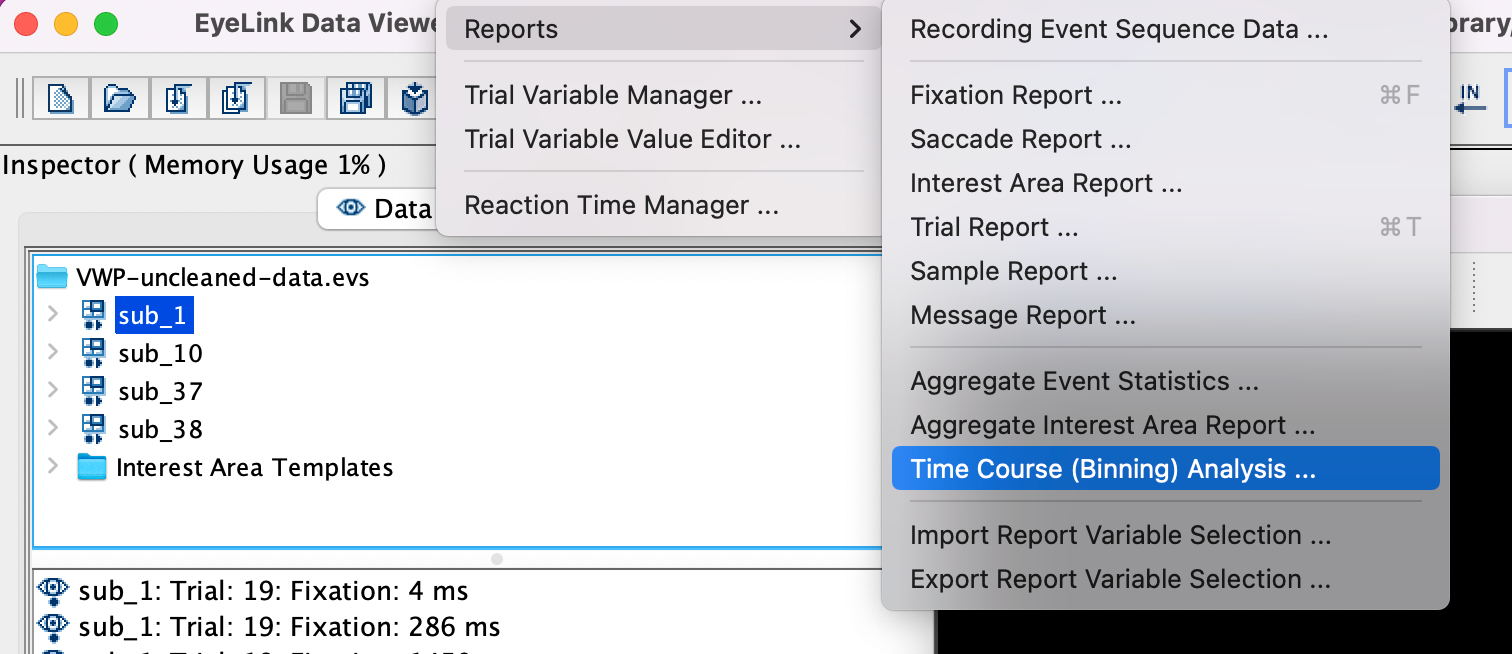 EyeLink Data Viewe
Reports
Trial Variable Manager ...
Trial Variable Value Editor ...
Reaction Time Manager ...
Recording Event Sequence Data ...
Fixation Report ... ⌘F
Saccade Report ...
Interest Area Report ...
Trial Report ... ⌘T
Sample Report ...
Message Report ...
Aggregate Event Statistics ...
Aggregate Interest Area Report ...
Time Course (Binning) Analysis ...
Import Report Variable Selection ...
Export Report Variable Selection ...
brary/
IN
Inspector ( Memory Usage 1% )
Data
VWP-uncleaned-data.evs
sub_1
sub_10
sub_37
sub_38
Interest Area Templates
sub_1: Trial: 19: Fixation: 4 ms
sub_1: Trial: 19: Fixation: 286 ms